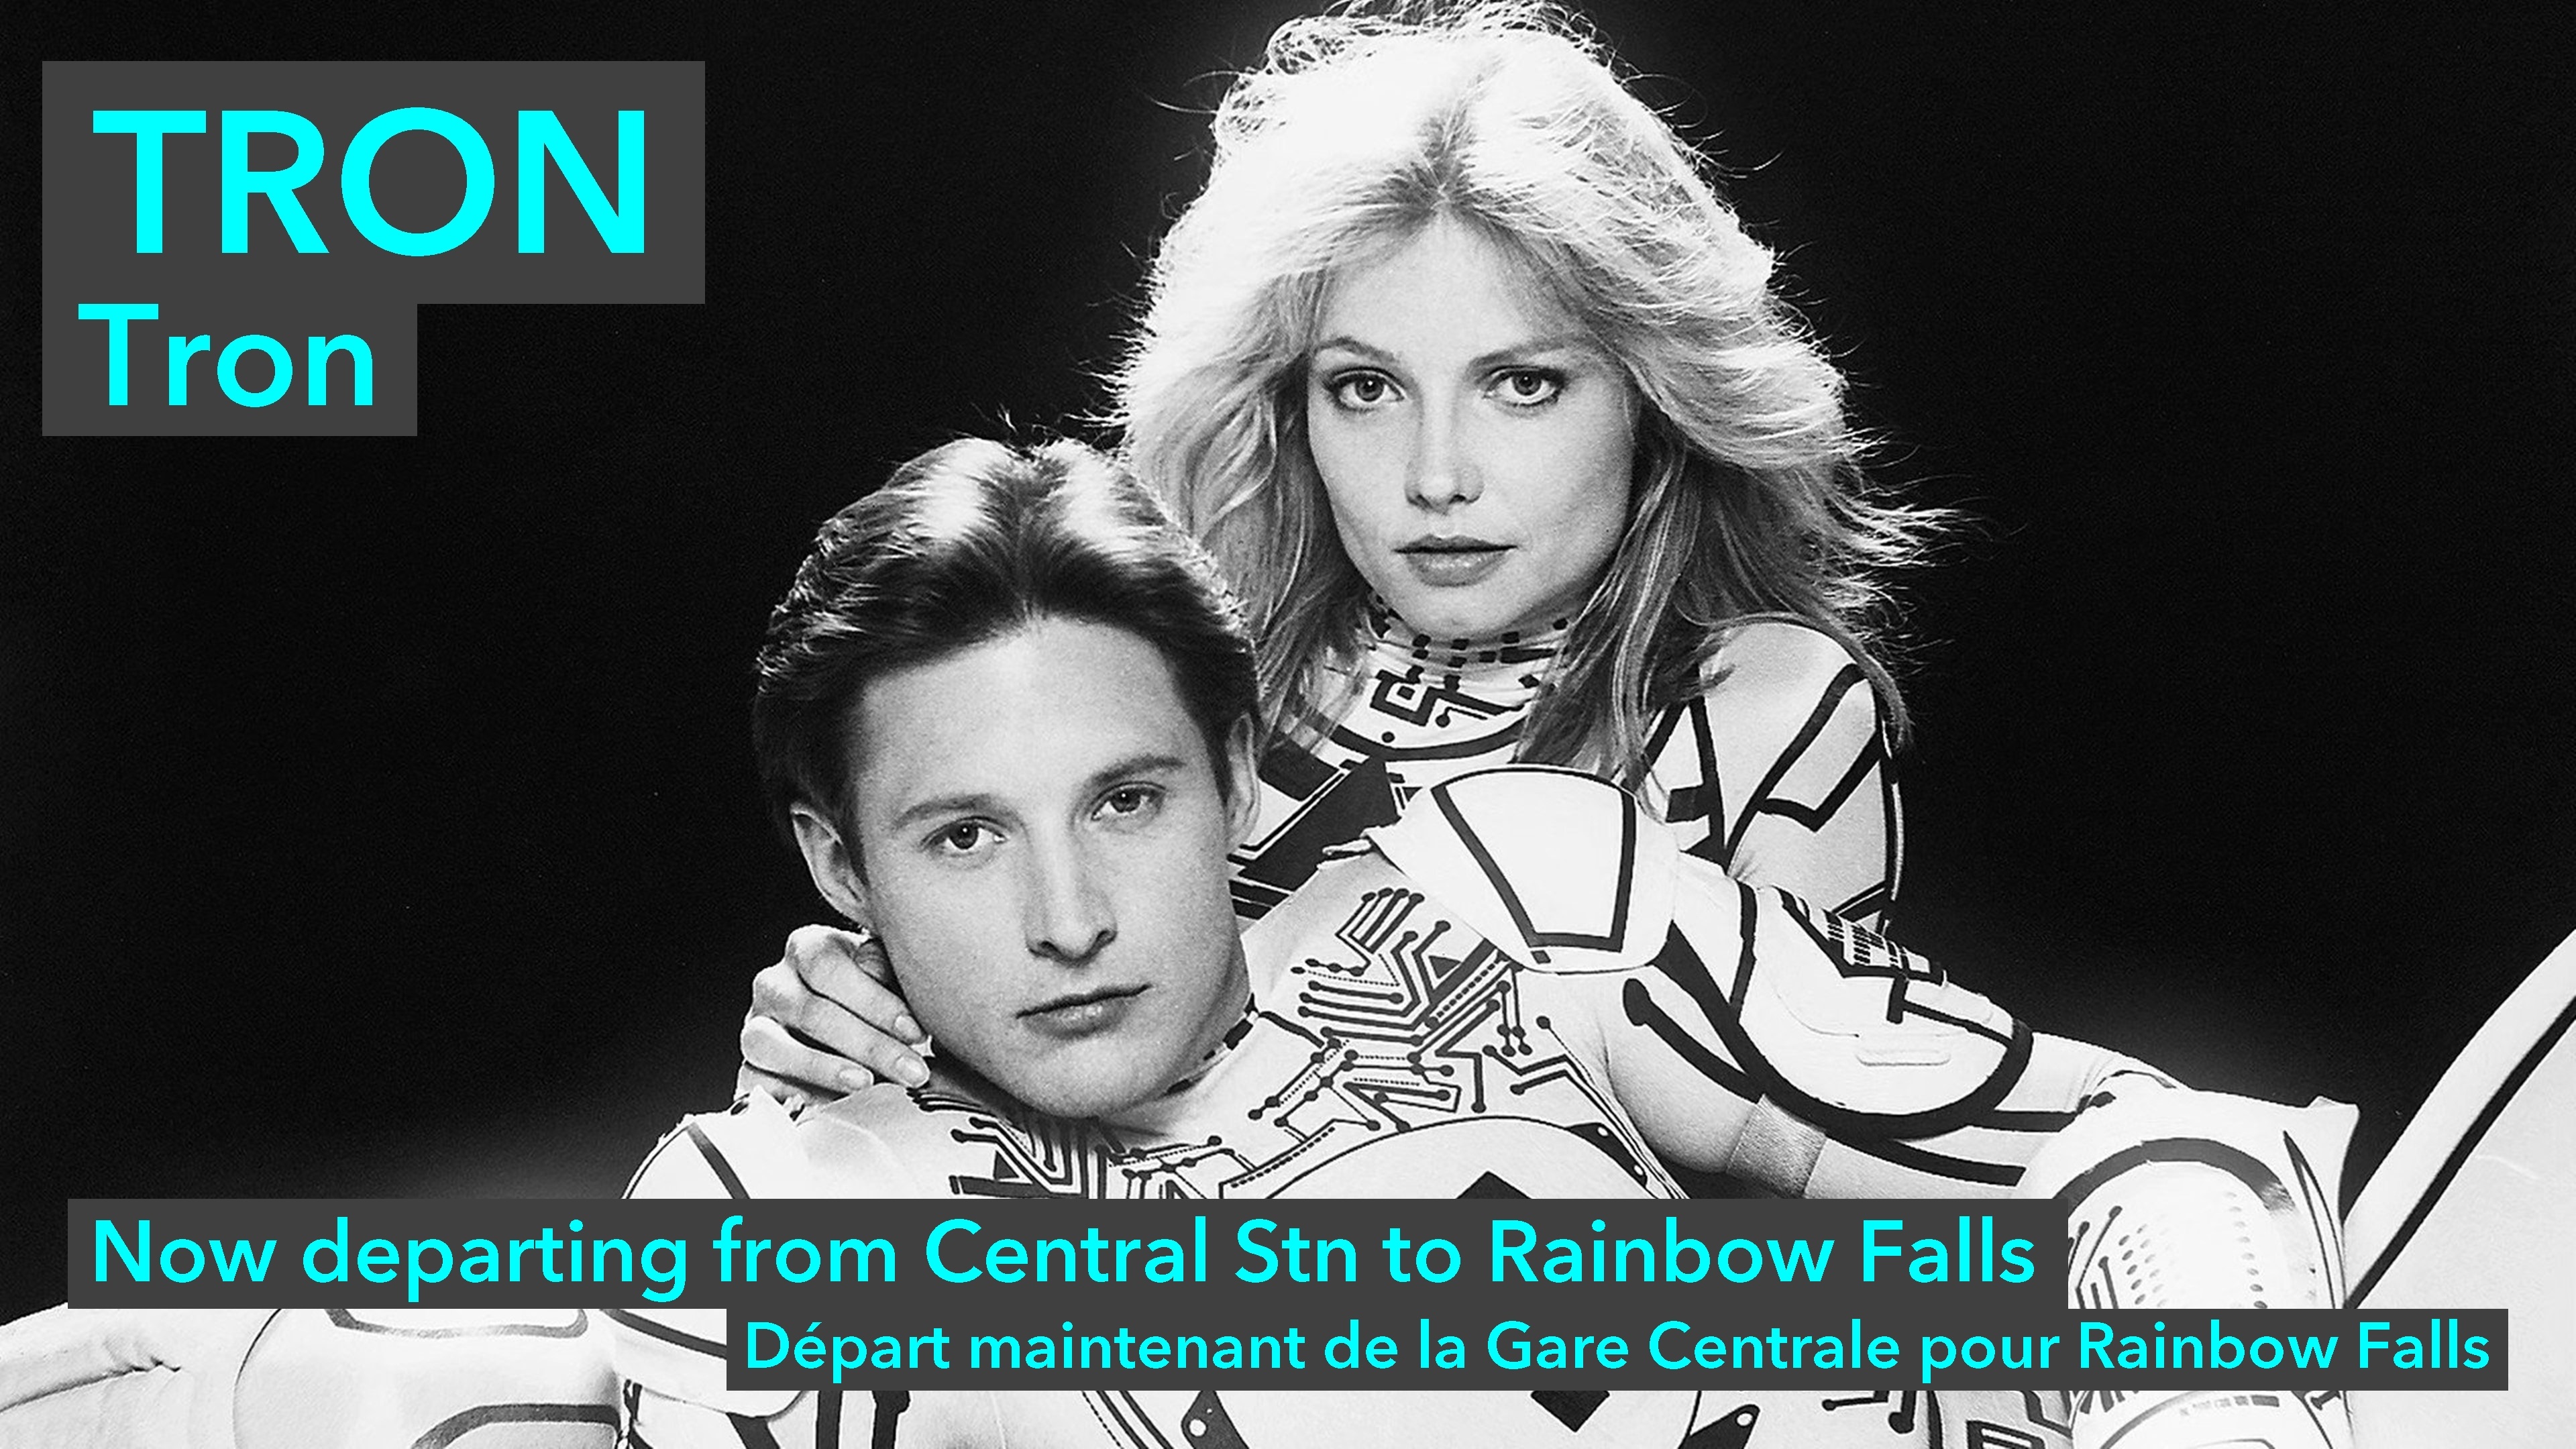 TRON
Tron
Now departing from Central Stn to Rainbow Falls
Départ maintenant de la Gare Centrale pour Rainbow Falls